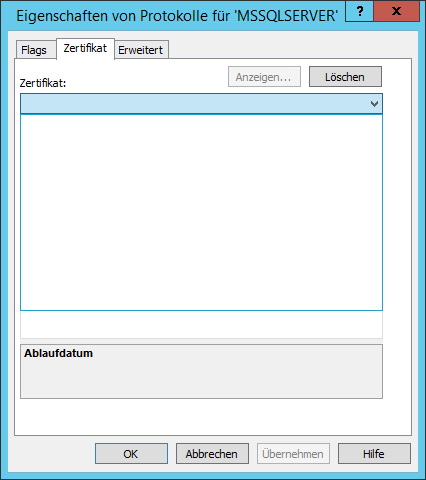 Eigenschaften von Protokolle für 'MSSQLSERVER'
? x
Flags Zertifikat Erweitert
Anzeigen... Löschen
Zertifikat:
Ablaufdatum
OK Abbrechen Übernehmen Hilfe